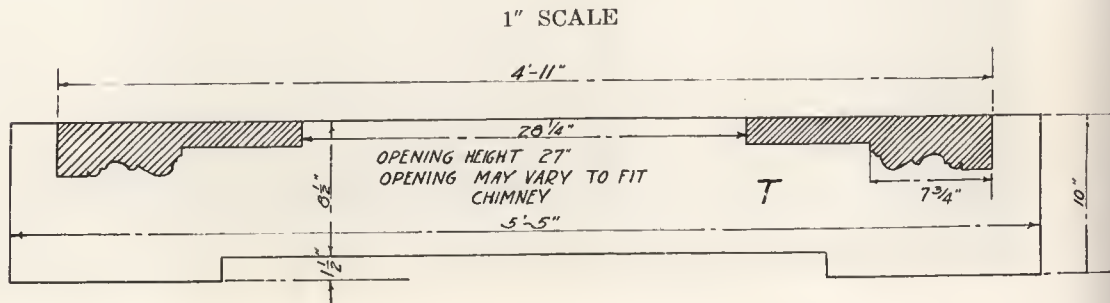 1″ SCALE
4'-11"
28 1/4"
OPENING HEIGHT 27"
OPENING MAY VARY TO FIT
CHIMNEY
T
7 3/4"
8 1/2"
10"
5'-5"
1 1/2"